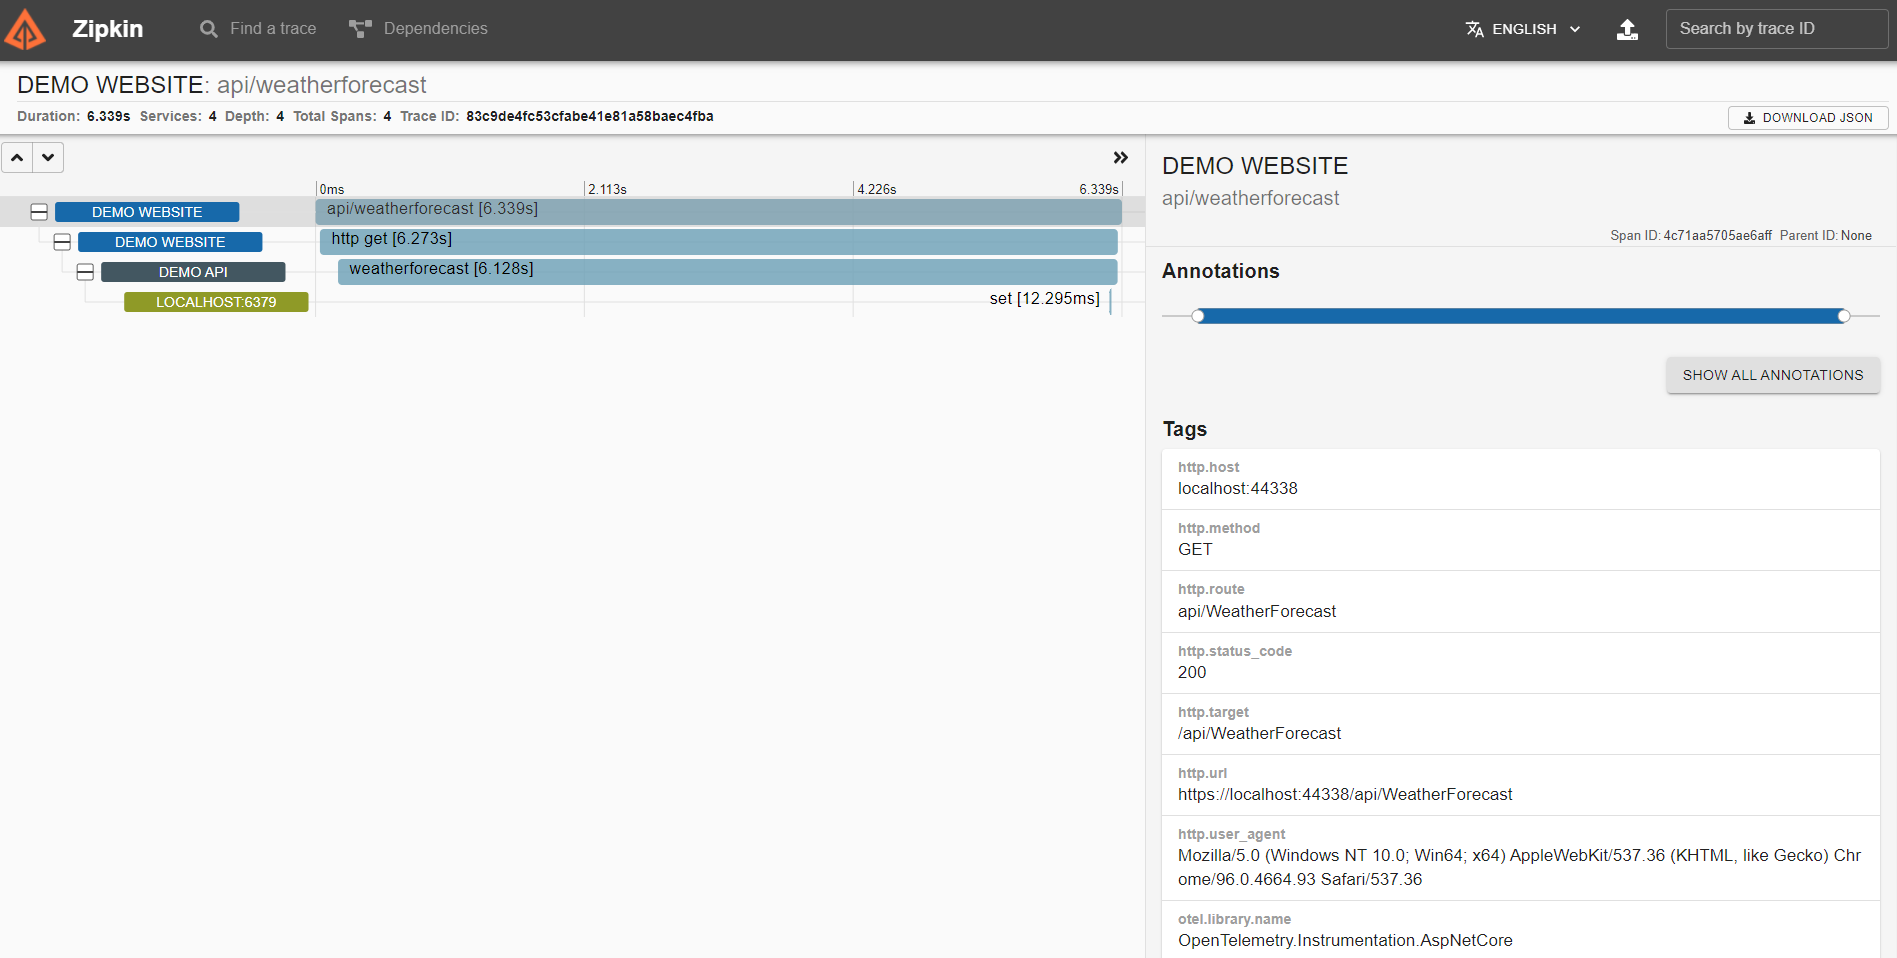 Zipkin
Find a trace
Dependencies
ENGLISH
Search by trace ID
DEMO WEBSITE: api/weatherforecast
Duration: 6.339s Services: 4 Depth: 4 Total Spans: 4 Trace ID: 83c9de4fc53cfabe41e81a58baec4fba
DOWNLOAD JSON
0ms
2.113s
4.226s
6.339s
DEMO WEBSITE
api/weatherforecast [6.339s]
DEMO WEBSITE
http get [6.273s]
DEMO API
weatherforecast [6.128s]
LOCALHOST:6379
set [12.295ms]
DEMO WEBSITE
api/weatherforecast
Span ID: 4c71aa5705ae6aff Parent ID: None
Annotations
SHOW ALL ANNOTATIONS
Tags
http.host
localhost:44338
http.method
GET
http.route
api/WeatherForecast
http.status_code
200
http.target
/api/WeatherForecast
http.url
https://localhost:44338/api/WeatherForecast
http.user_agent
Mozilla/5.0 (Windows NT 10.0; Win64; x64) AppleWebKit/537.36 (KHTML, like Gecko) Chr
ome/96.0.4664.93 Safari/537.36
otel.library.name
OpenTelemetry.Instrumentation.AspNetCore